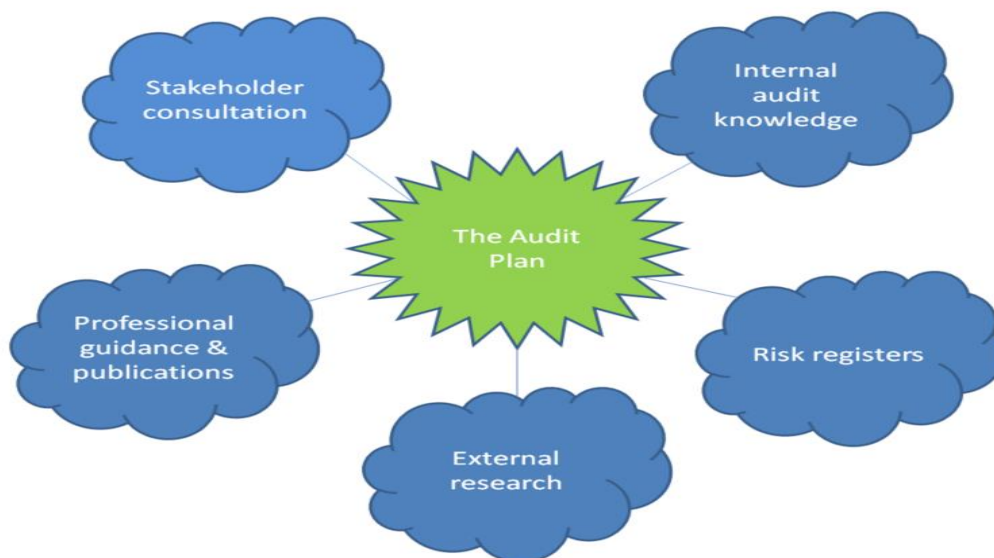 Stakeholder
consultation
Internal
audit
knowledge
The Audit
Plan
Professional
guidance &
publications
Risk registers
External
research